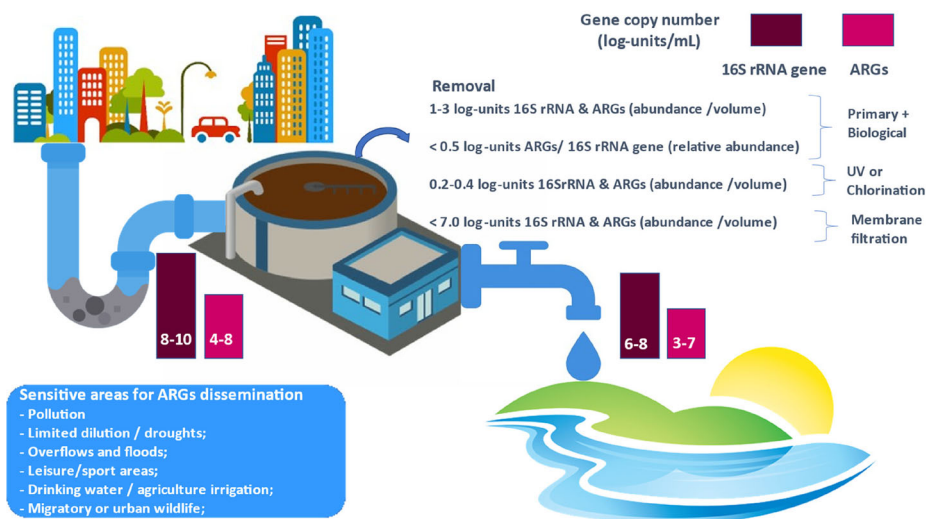 Gene copy number
(log-units/mL)
16S rRNA gene
ARGs
Removal
1-3 log-units 16S rRNA & ARGs (abundance /volume)
< 0.5 log-units ARGs/ 16S rRNA gene (relative abundance)
Primary +
Biological
0.2-0.4 log-units 16SrRNA & ARGs (abundance /volume)
UV or
Chlorination
< 7.0 log-units 16S rRNA & ARGs (abundance /volume)
Membrane
filtration
8-10
4-8
6-8
3-7
Sensitive areas for ARGs dissemination
- Pollution
- Limited dilution / droughts;
- Overflows and floods;
- Leisure/sport areas;
- Drinking water / agriculture irrigation;
- Migratory or urban wildlife;